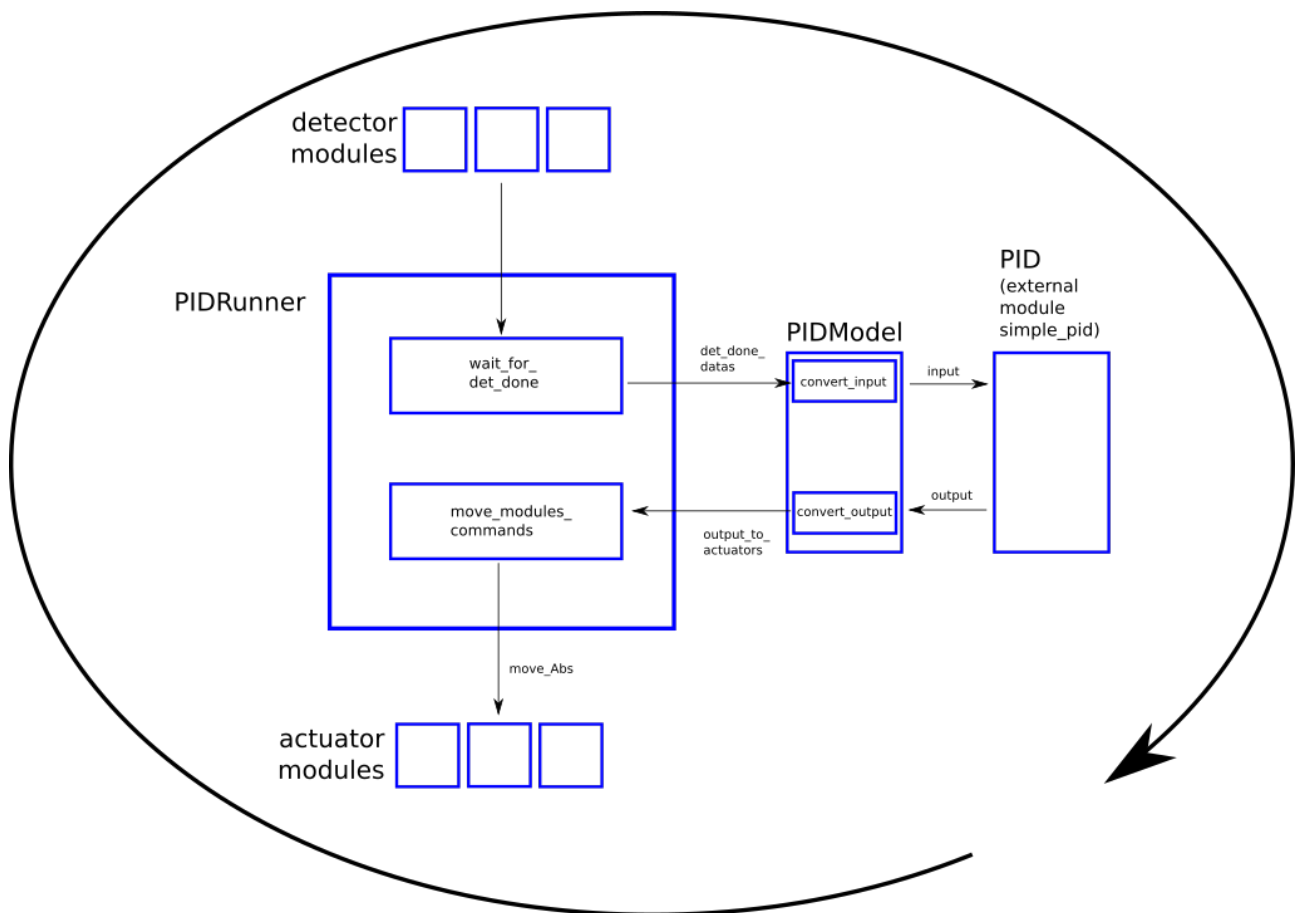 detector
modules
PIDRunner
wait_for_
det_done
det_done_
datas
PIDModel
convert_input
input
PID
(external
module
simple_pid)
move_modules_
commands
output_to_
actuators
convert_output
output
move_Abs
actuator
modules